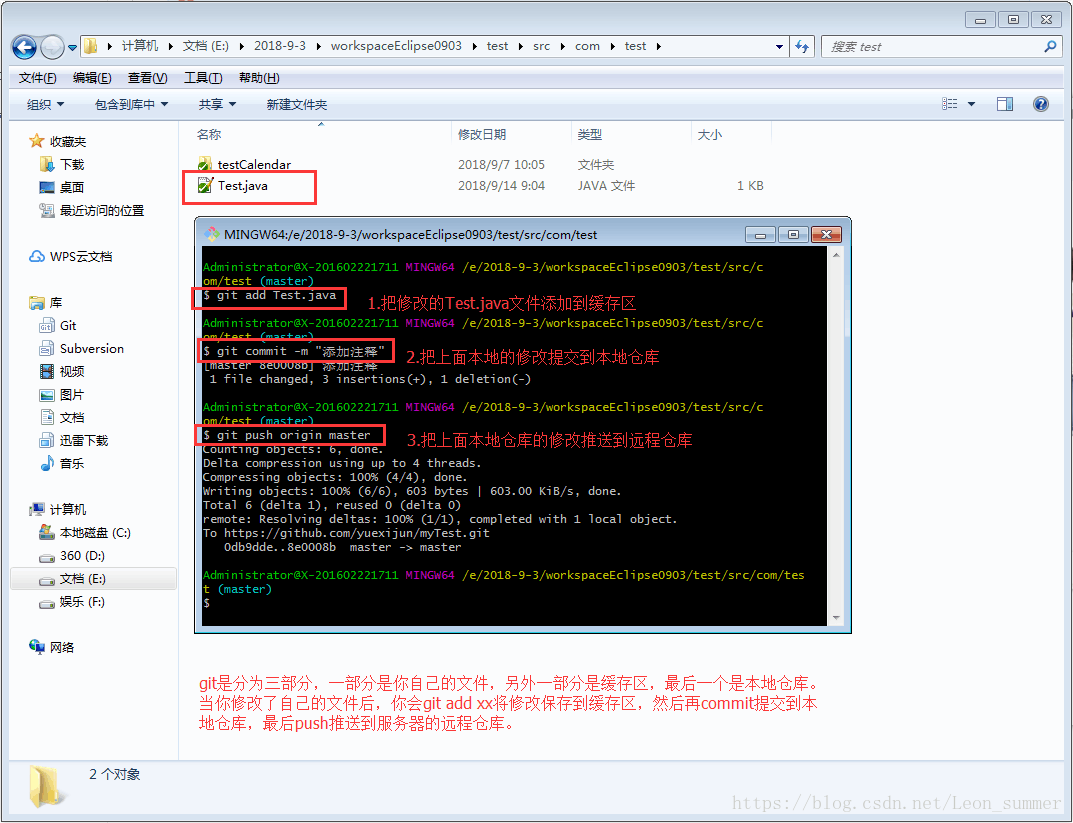 计算机 ▸ 文档 (E:) ▸ 2018-9-3 ▸ workspaceEclipse0903 ▸ test ▸ src ▸ com ▸ test ▸
搜索 test
文件(F) 编辑(E) 查看(V) 工具(T) 帮助(H)
组织 包含到库中 共享 新建文件夹
名称 修改日期 类型 大小
testCalendar 2018/9/7 10:05 文件夹
Test.java 2018/9/14 9:04 JAVA 文件 1 KB
收藏夹
下载
桌面
最近访问的位置
WPS云文档
库
Git
Subversion
视频
图片
文档
迅雷下载
音乐
计算机
本地磁盘 (C:)
360 (D:)
文档 (E:)
娱乐 (F:)
网络
MINGW64:/e/2018-9-3/workspaceEclipse0903/test/src/com/test
Administrator@X-201602221711 MINGW64 /e/2018-9-3/workspaceEclipse0903/test/src/c
om/test (master)
$ git add Test.java
1.把修改的Test.java文件添加到缓存区
Administrator@X-201602221711 MINGW64 /e/2018-9-3/workspaceEclipse0903/test/src/c
om/test (master)
$ git commit -m "添加注释"
2.把上面本地的修改提交到本地仓库
[master 8e0008b] 添加注释
1 file changed, 3 insertions(+), 1 deletion(-)
Administrator@X-201602221711 MINGW64 /e/2018-9-3/workspaceEclipse0903/test/src/c
om/test (master)
$ git push origin master
3.把上面本地仓库的修改推送到远程仓库
Counting objects: 6, done.
Delta compression using up to 4 threads.
Compressing objects: 100% (4/4), done.
Writing objects: 100% (6/6), 603 bytes | 603.00 KiB/s, done.
Total 6 (delta 1), reused 0 (delta 0)
remote: Resolving deltas: 100% (1/1), completed with 1 local object.
To https://github.com/yuexijun/myTest.git
0db9dde..8e0008b master -> master
Administrator@X-201602221711 MINGW64 /e/2018-9-3/workspaceEclipse0903/test/src/com/tes
t (master)
$
git是分为三部分，一部分是你自己的文件，另外一部分是缓存区，最后一个是本地仓库。
当你修改了自己的文件后，你会git add xx将修改保存到缓存区，然后再commit提交到本
地仓库，最后push推送到服务器的远程仓库。
2 个对象
https://blog.csdn.net/Leon_summer